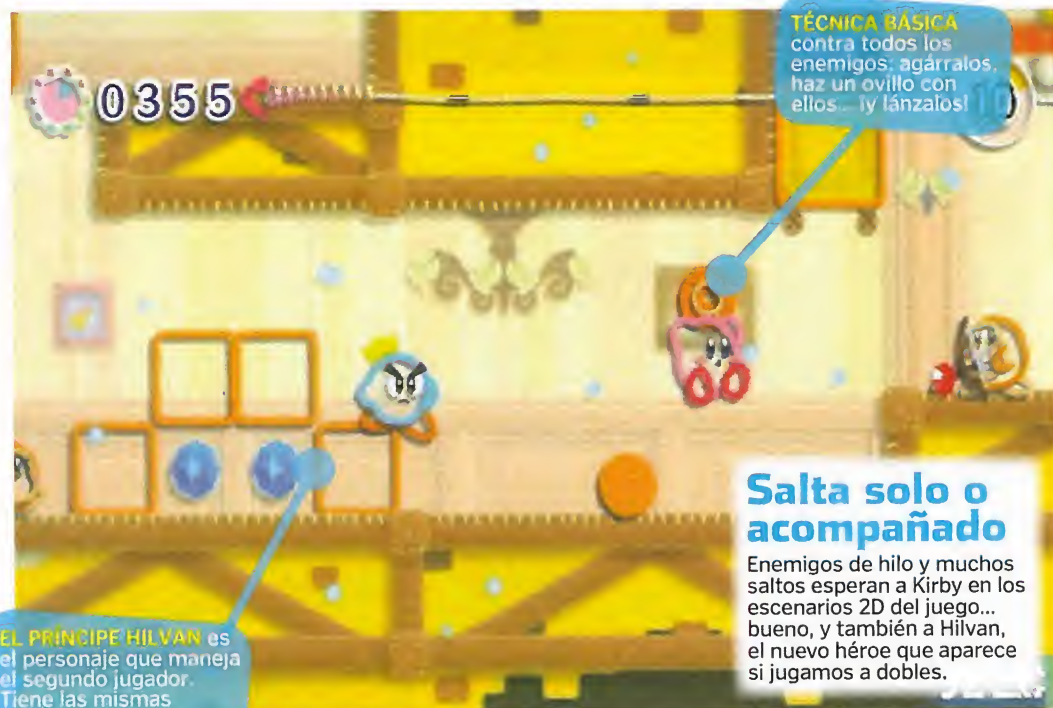 TÉCNICA BÁSICA
contra todos los
enemigos: agárralos,
haz un ovillo con
ellos... ¡y lánzalos!
0355
Salta solo o
acompañado
Enemigos de hilo y muchos
saltos esperan a Kirby en los
escenarios 2D del juego...
bueno, y también a Hilvan,
el nuevo héroe que aparece
si jugamos a dobles.
EL PRÍNCIPE HILVAN es
el personaje que maneja
el segundo jugador.
Tiene las mismas